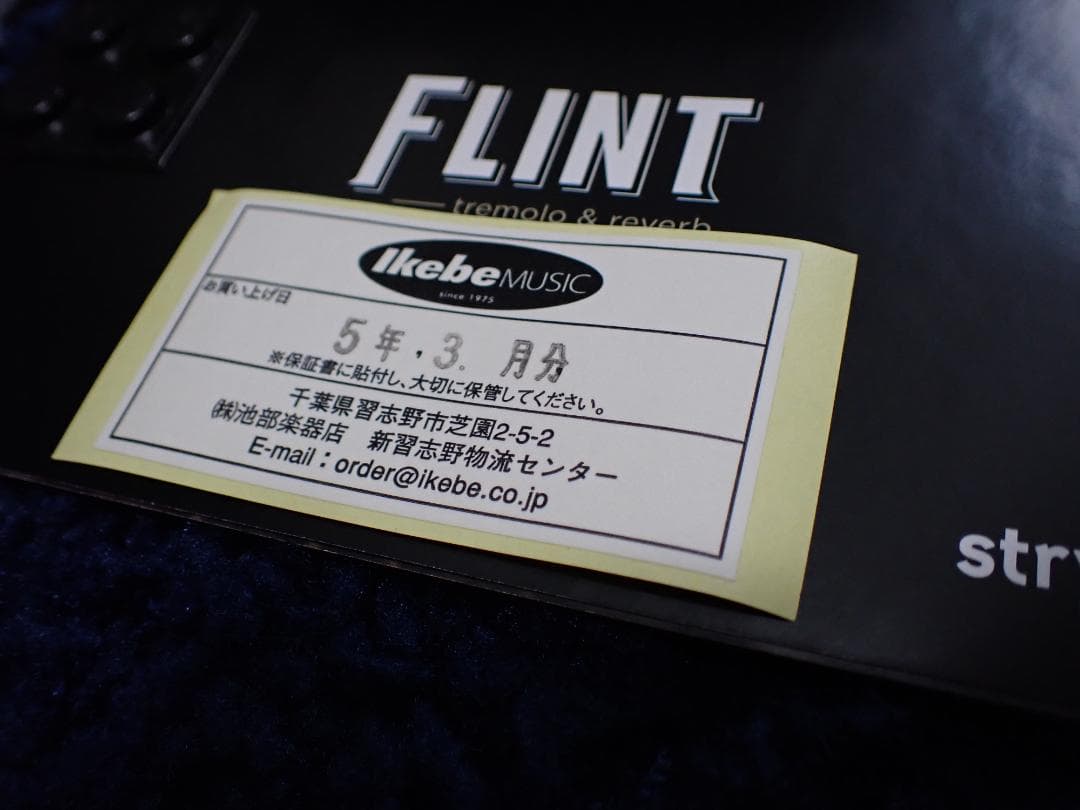 FLINT
tremolo & reverb
Ikebe MUSIC
since 1975
お買い上げ日
5年.3.月分
※保証書に貼付し、大切に保管してください。
千葉県習志野市芝園2-5-2
㈱池部楽器店 新習志野物流センター
E-mail：order@ikebe.co.jp